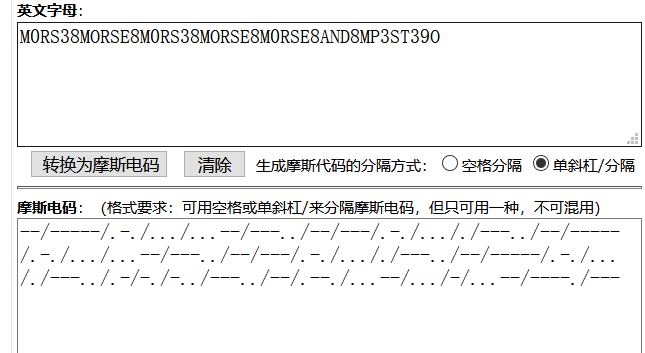 英文字母：
M0RS38MORSE8M0RS38MORSE8M0RSE8AND8MP3ST39O
转换为摩斯电码 清除 生成摩斯代码的分隔方式： 空格分隔 单斜杠/分隔
摩斯电码：（格式要求：可用空格或单斜杠/来分隔摩斯电码，但只可用一种，不可混用）
--/-----/.-./.../...--/---../--/---/.-./..././---../--/-----
/.-./.../...--/---../--/---/.-./..././---../--/-----/.-./...
/./---../.-/-./-../---../--/.--./...--/.../-/...--/----./---